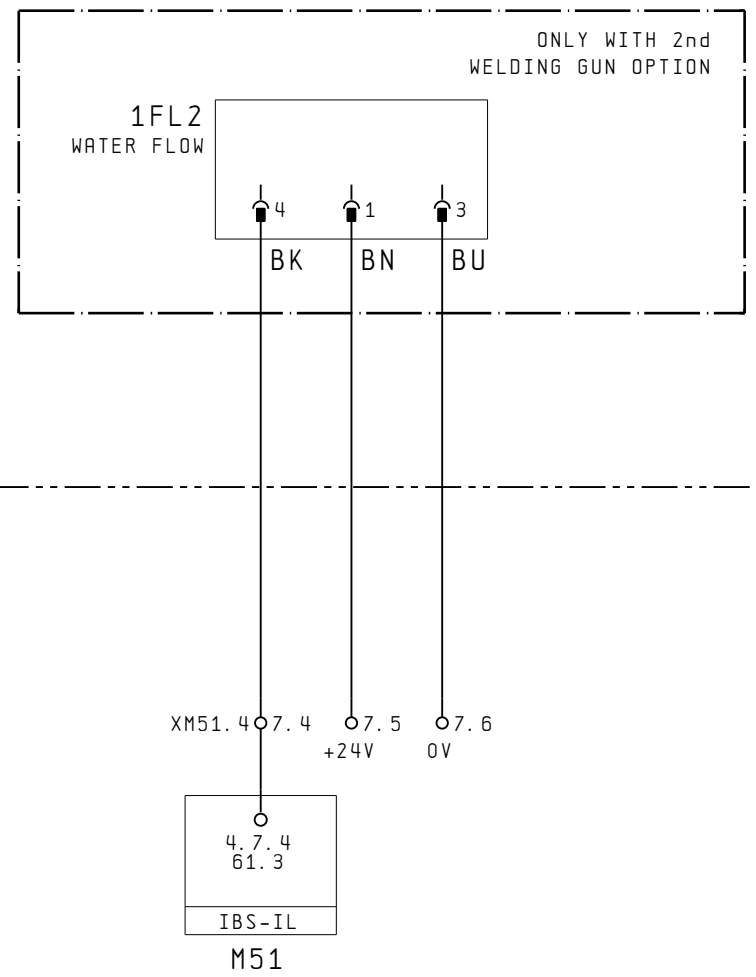 ONLY WITH 2nd
WELDING GUN OPTION
1FL2
WATER FLOW
4 1 3
BK BN BU
XM51.4 7.4 7.5 7.6
+24V 0V
4.7.4
61.3
IBS-IL
M51